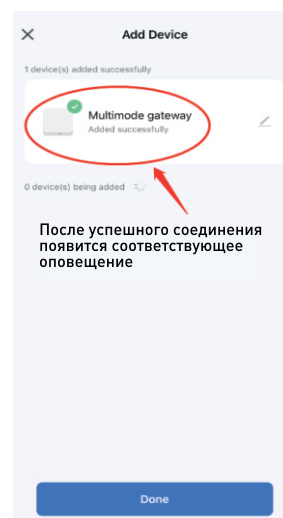 Add Device
1 device(s) added successfully
Multimode gateway
Added successfully
0 device(s) being added
После успешного соединения
появится соответствующее
оповещение
Done